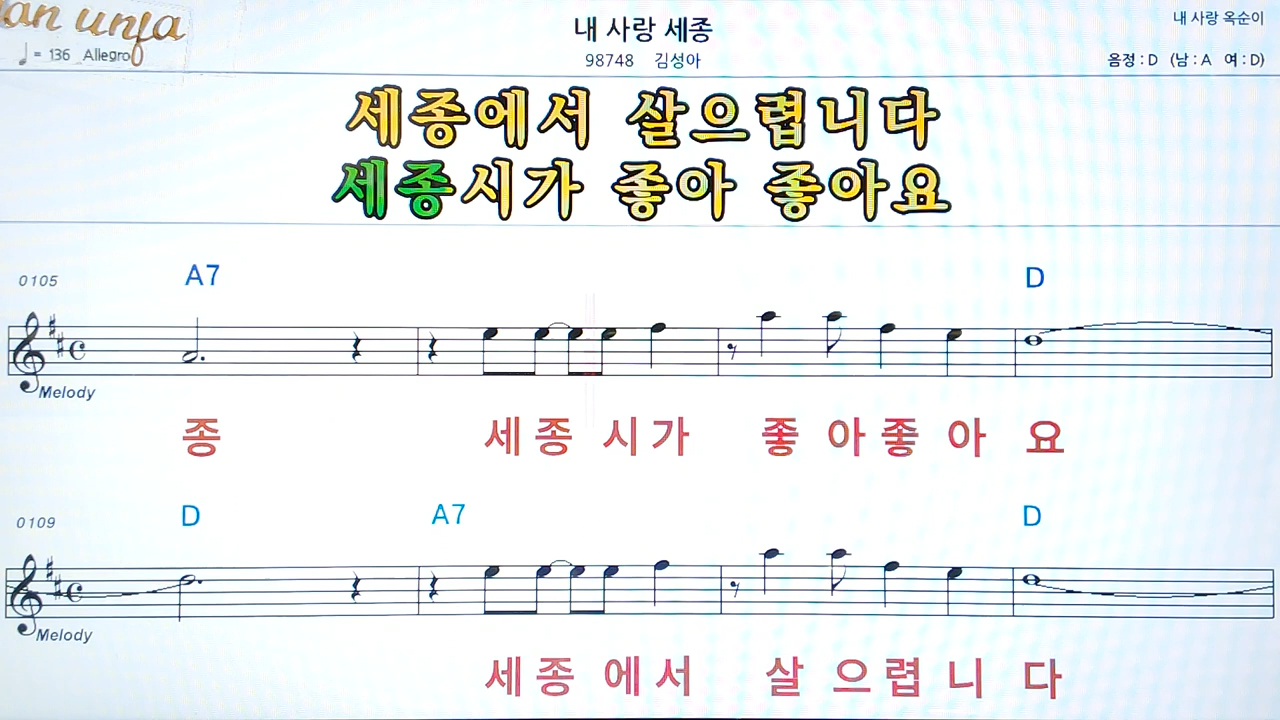 내 사랑 세종
내 사랑 옥순이
= 136 Allegro
98748 김성아
음정 : D (남 : A 여 : D)
세종에서 살으렵니다
세종시가 좋아 좋아요
0105 A7 D
Melody
종 세종 시가 좋 아좋 아 요
0109 D A7 D
Melody
세종 에서 살 으렵 니 다